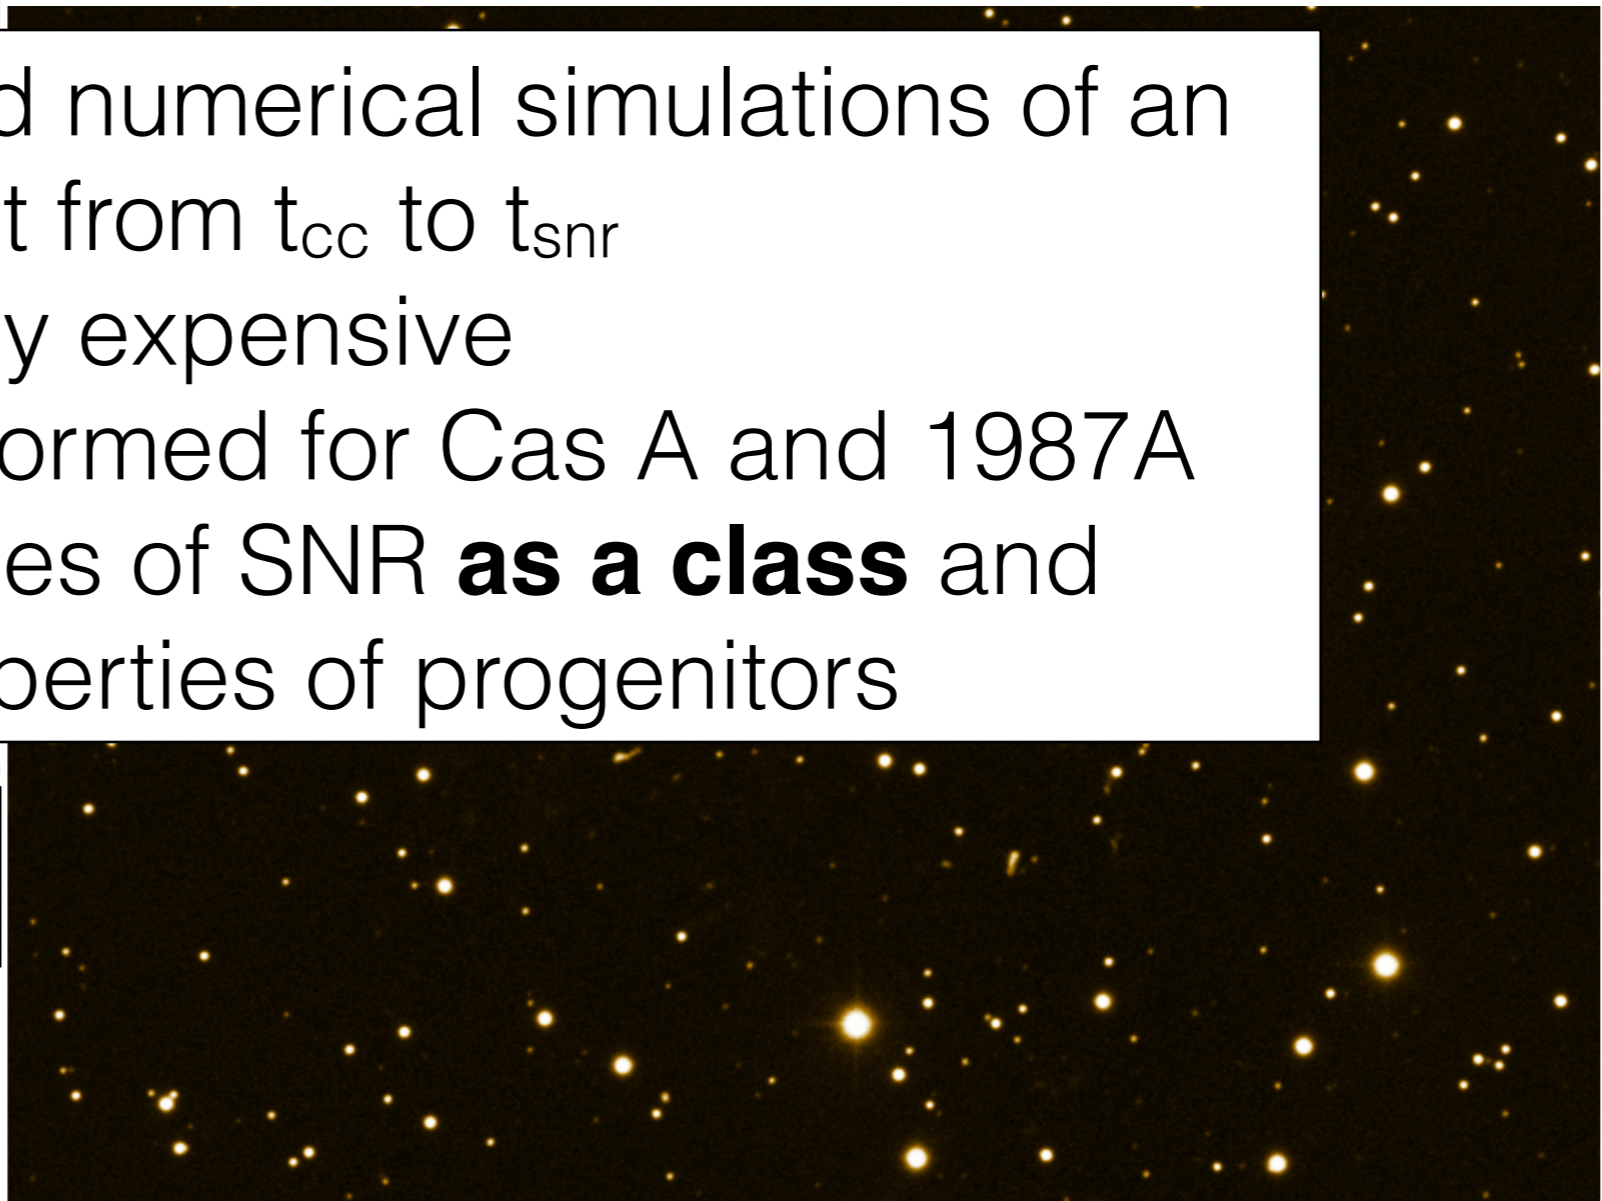 d numerical simulations of an
t from tcc to tsnr
y expensive
ormed for Cas A and 1987A
es of SNR as a class and
perties of progenitors